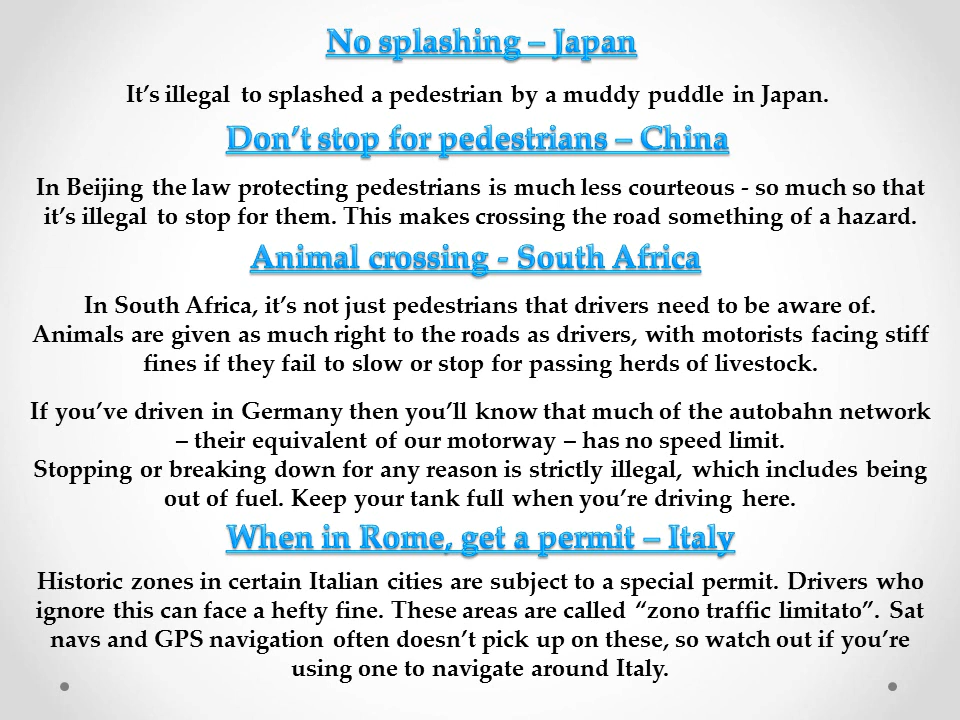 No splashing – Japan
It’s illegal to splashed a pedestrian by a muddy puddle in Japan.
Don’t stop for pedestrians – China
In Beijing the law protecting pedestrians is much less courteous - so much so that
it’s illegal to stop for them. This makes crossing the road something of a hazard.
Animal crossing - South Africa
In South Africa, it’s not just pedestrians that drivers need to be aware of.
Animals are given as much right to the roads as drivers, with motorists facing stiff
fines if they fail to slow or stop for passing herds of livestock.
If you’ve driven in Germany then you’ll know that much of the autobahn network
– their equivalent of our motorway – has no speed limit.
Stopping or breaking down for any reason is strictly illegal, which includes being
out of fuel. Keep your tank full when you’re driving here.
When in Rome, get a permit – Italy
Historic zones in certain Italian cities are subject to a special permit. Drivers who
ignore this can face a hefty fine. These areas are called “zono traffic limitato”. Sat
navs and GPS navigation often doesn’t pick up on these, so watch out if you’re
using one to navigate around Italy.